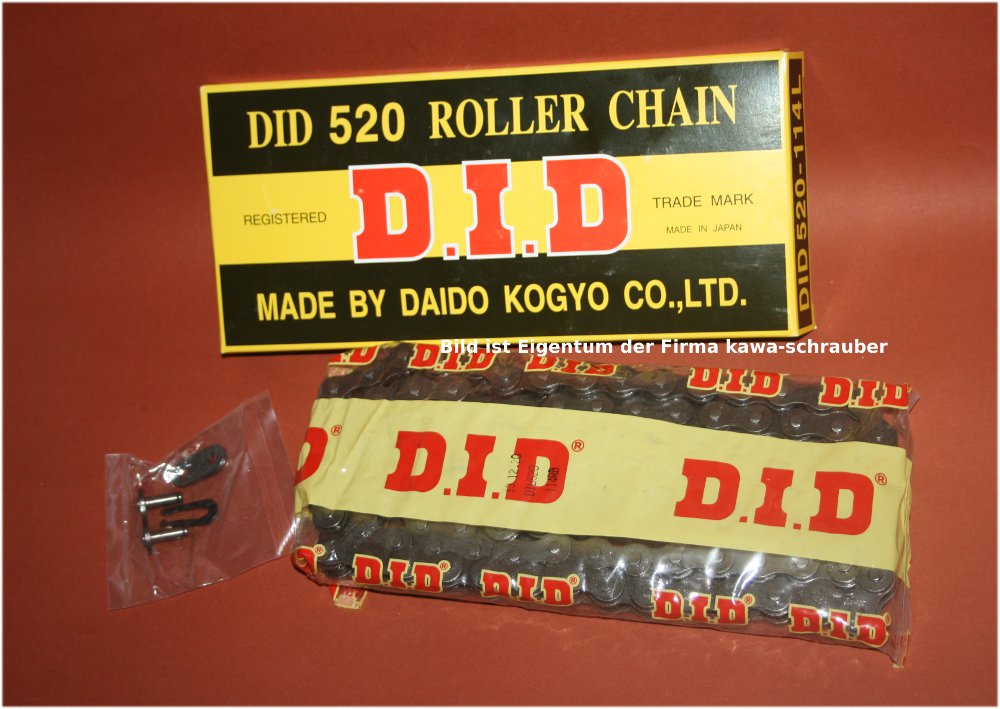 DID 520 ROLLER CHAIN
REGISTERED
D.I.D
TRADE MARK
MADE IN JAPAN
MADE BY DAIDO KOGYO CO.,LTD.
DID 520-114L
Bild ist Eigentum der Firma kawa-schrauber
D.I.D
D.I.D
D.I.D
D.I.D
D.I.D
D®
D.I.D®
D.I.D®
114RB
D.I.D®
D.I.D®
D.I.D®
D.I.D®